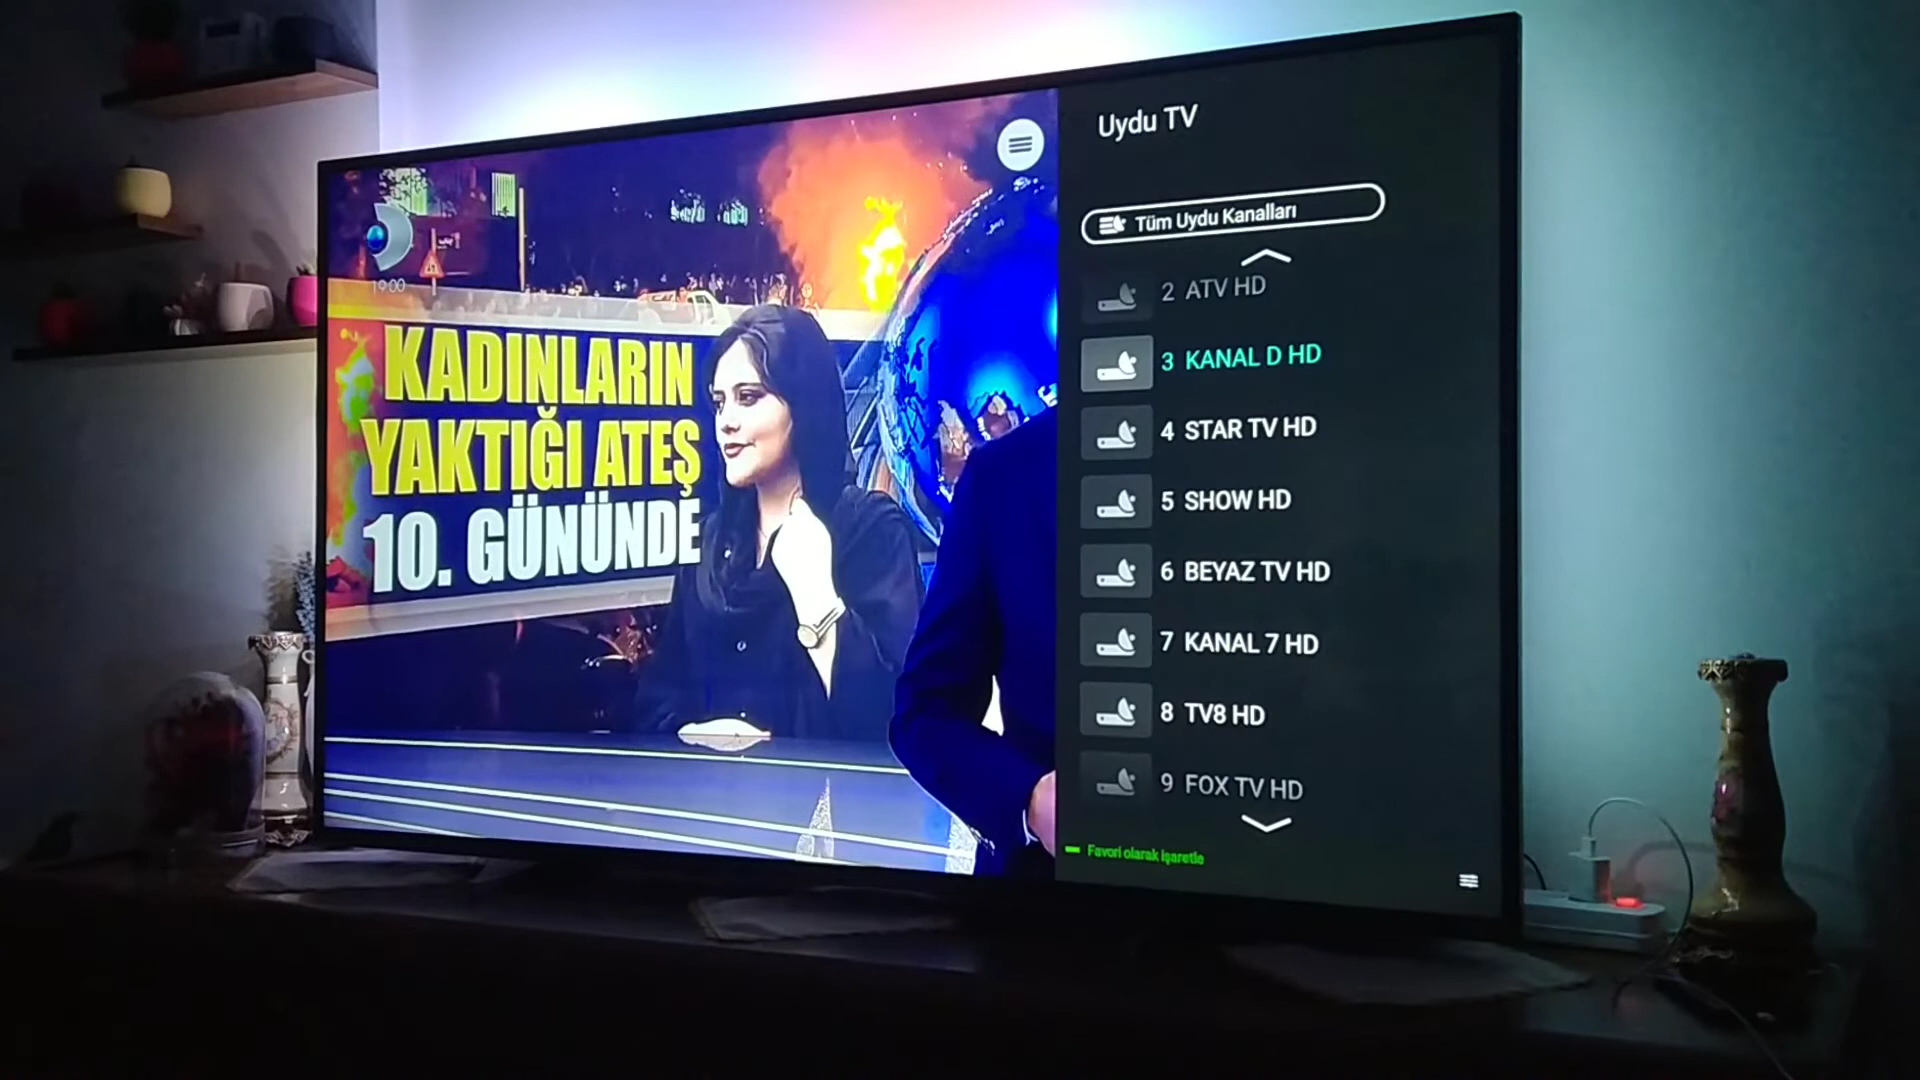 19:00
KADINLARIN
YAKTIĞI ATEŞ
10. GÜNÜNDE
Uydu TV
Tüm Uydu Kanalları
2 ATV HD
3 KANAL D HD
4 STAR TV HD
5 SHOW HD
6 BEYAZ TV HD
7 KANAL 7 HD
8 TV8 HD
9 FOX TV HD
Favori olarak işaretle